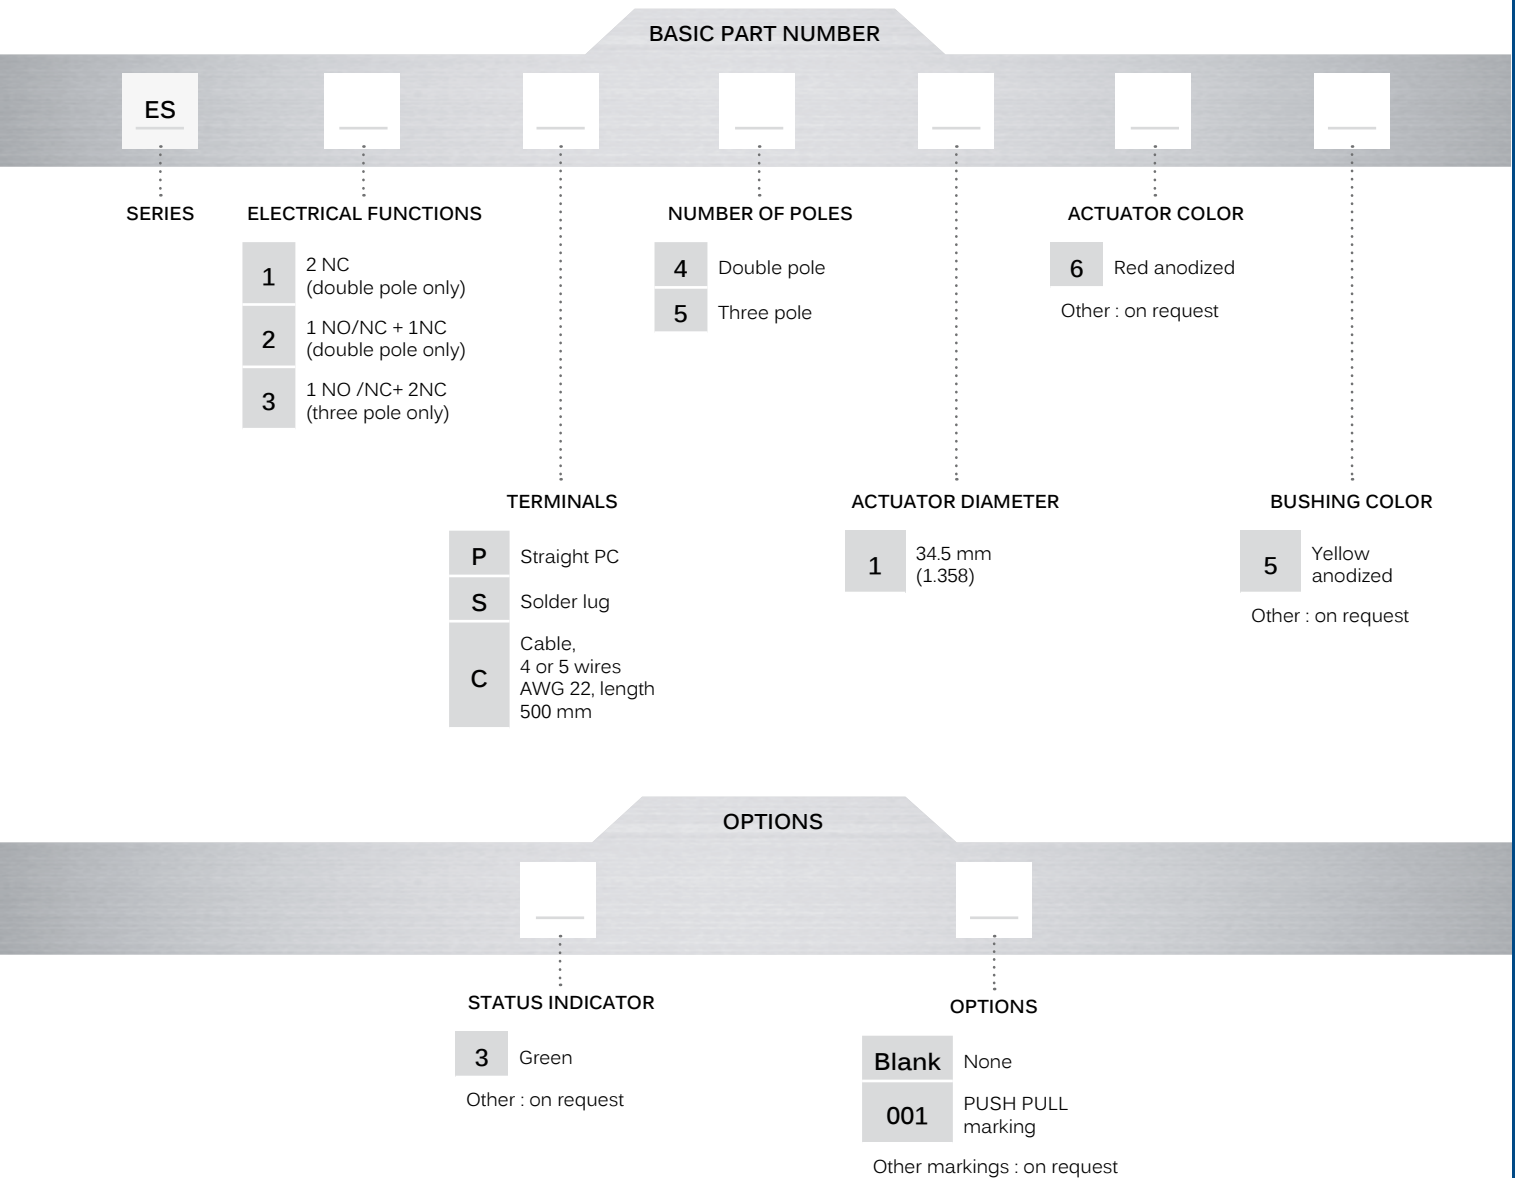 BASIC PART NUMBER
ES
SERIES
ELECTRICAL FUNCTIONS
1
2 NC
(double pole only)
2
1 NO/NC + 1NC
(double pole only)
3
1 NO /NC+ 2NC
(three pole only)
TERMINALS
P
Straight PC
S
Solder lug
C
Cable,
4 or 5 wires
AWG 22, length
500 mm
NUMBER OF POLES
4
Double pole
5
Three pole
ACTUATOR DIAMETER
1
34.5 mm
(1.358)
ACTUATOR COLOR
6
Red anodized
Other : on request
BUSHING COLOR
5
Yellow
anodized
Other : on request
OPTIONS
STATUS INDICATOR
3
Green
Other : on request
OPTIONS
Blank
None
001
PUSH PULL
marking
Other markings : on request